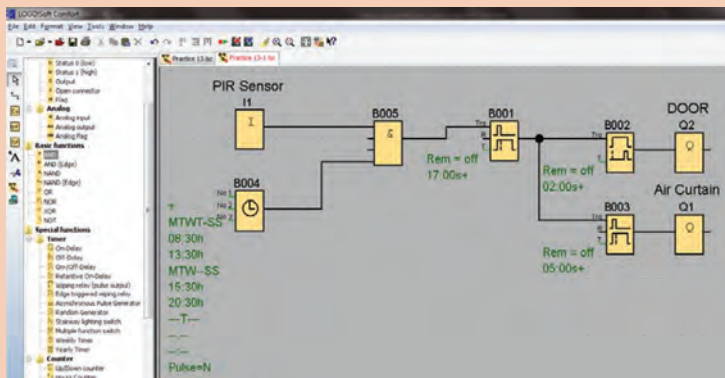 LOGO!Soft Comfort
File Edit Format View Tools Window Help
Practice 13.lsc
Practice 13-1.lsc
Status 0 (low)
Status 1 (high)
Output
Open connector
Flag
Analog
Analog input
Analog output
Analog flag
Basic functions
AND
AND (Edge)
NAND
NAND (Edge)
OR
NOR
XOR
NOT
Special functions
Timer
On-Delay
Off-Delay
On-/Off-Delay
Retentive On-Delay
Wiping relay (pulse output)
Edge triggered wiping relay
Asynchronous Pulse Generator
Random Generator
Stairway lighting switch
Multiple function switch
Weekly Timer
Yearly Timer
Counter
Up/Down counter
Hours Counter
PIR Sensor
I1
I
B005
&
B001
Trg
R
T
Rem = off
17:00s+
B002
Trg
T
Rem = off
02:00s+
DOOR
Q2
Q
Air Curtain
Q1
Q
B003
Trg
R
T
Rem = off
05:00s+
B004
No 1
No 2
No 3
+
MTWT-SS
08:30h
13:30h
MTW--SS
15:30h
20:30h
---T---
--:--
--:--
Pulse=N